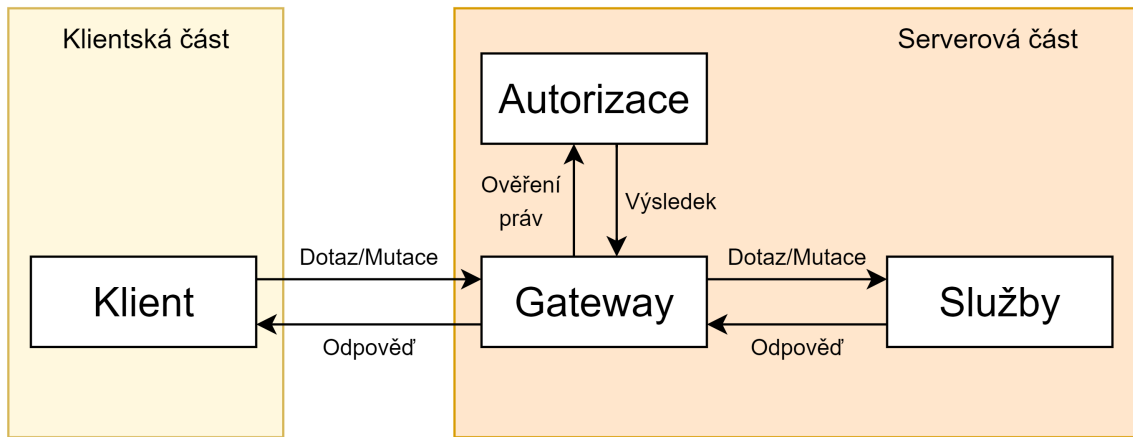 Klientská část
Serverová část
Autorizace
Ověření
práv
Výsledek
Dotaz/Mutace
Dotaz/Mutace
Klient
Gateway
Služby
Odpověď
Odpověď